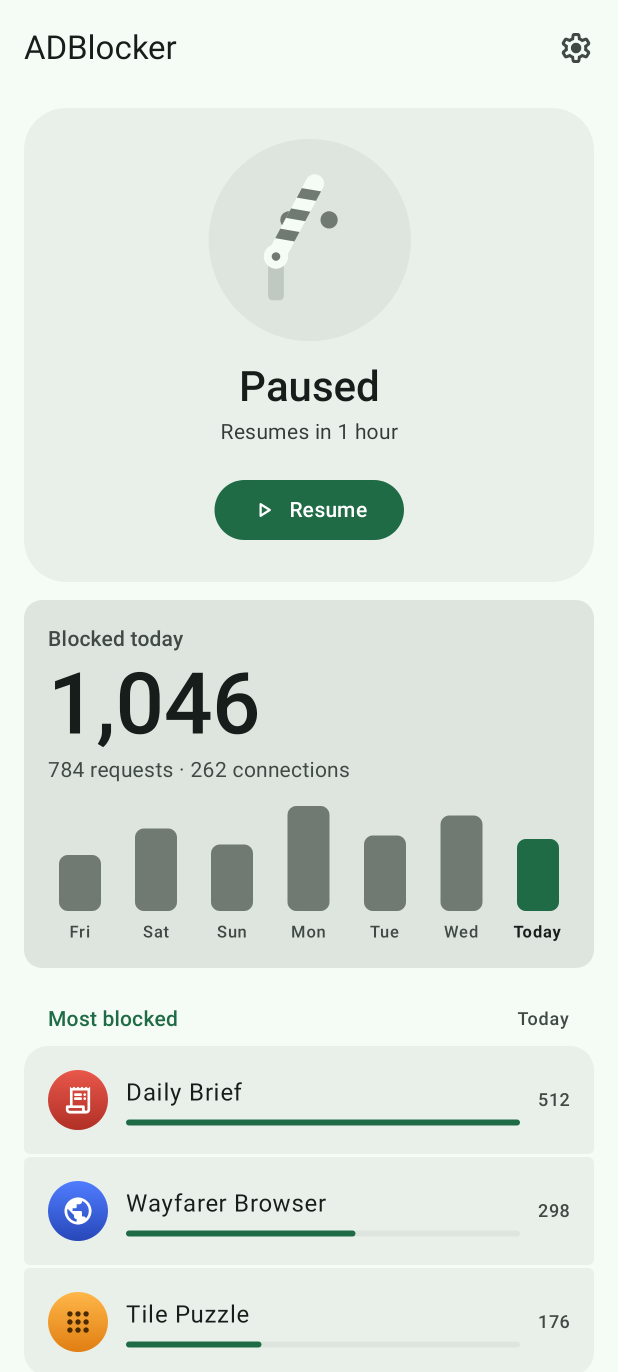 ADBlocker
Paused
Resumes in 1 hour
Resume
Blocked today
1,046
784 requests · 262 connections
Fri Sat Sun Mon Tue Wed Today
Most blocked Today
Daily Brief 512
Wayfarer Browser 298
Tile Puzzle 176